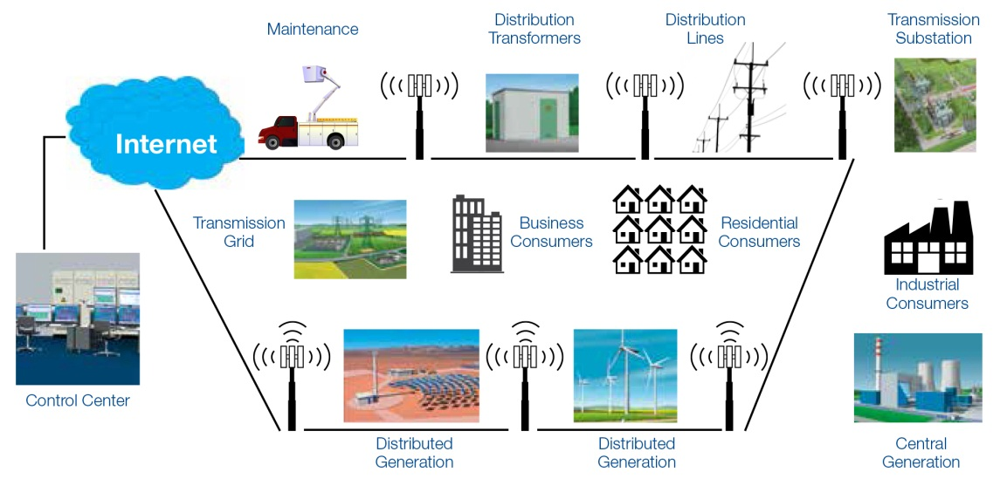 Maintenance
Distribution
Transformers
Distribution
Lines
Transmission
Substation
Internet
Transmission
Grid
Business
Consumers
Residential
Consumers
Industrial
Consumers
Control Center
Distributed
Generation
Distributed
Generation
Central
Generation